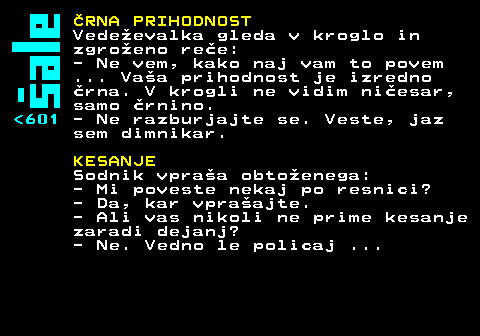 Šale
<601
ČRNA PRIHODNOST
Vedeževalka gleda v kroglo in
zgroženo reče:
- Ne vem, kako naj vam to povem
... Vaša prihodnost je izredno
črna. V krogli ne vidim ničesar,
samo črnino.
- Ne razburjajte se. Veste, jaz
sem dimnikar.
KESANJE
Sodnik vpraša obtoženega:
- Mi poveste nekaj po resnici?
- Da, kar vprašajte.
- Ali vas nikoli ne prime kesanje
zaradi dejanj?
- Ne. Vedno le policaj ...